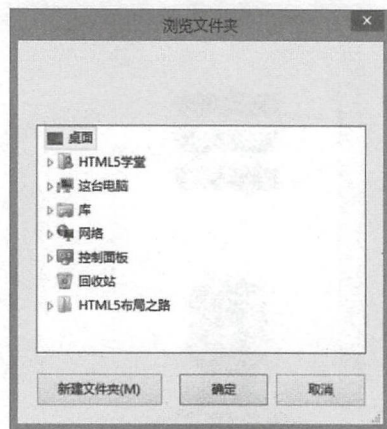 浏览文件夹
桌面
HTML5学堂
这台电脑
库
网络
控制面板
回收站
HTML5布局之路
新建文件夹(M)
确定
取消